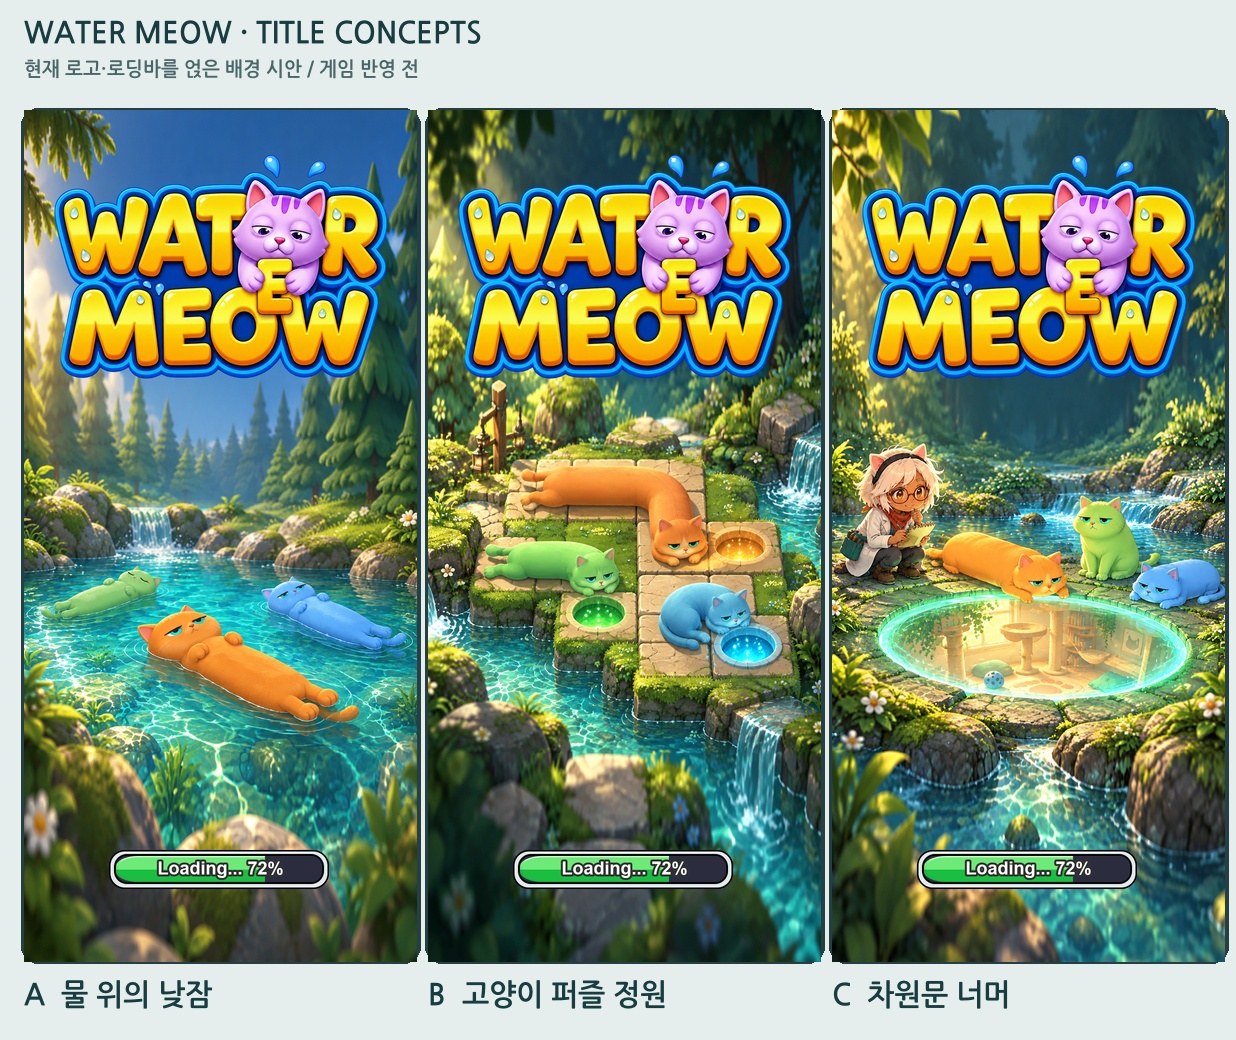 WATER MEOW · TITLE CONCEPTS
현재 로고·로딩바를 얹은 배경 시안 / 게임 반영 전
WATER
MEOW
Loading... 72%
A 물 위의 낮잠
WATER
MEOW
Loading... 72%
B 고양이 퍼즐 정원
WATER
MEOW
Loading... 72%
C 차원문 너머